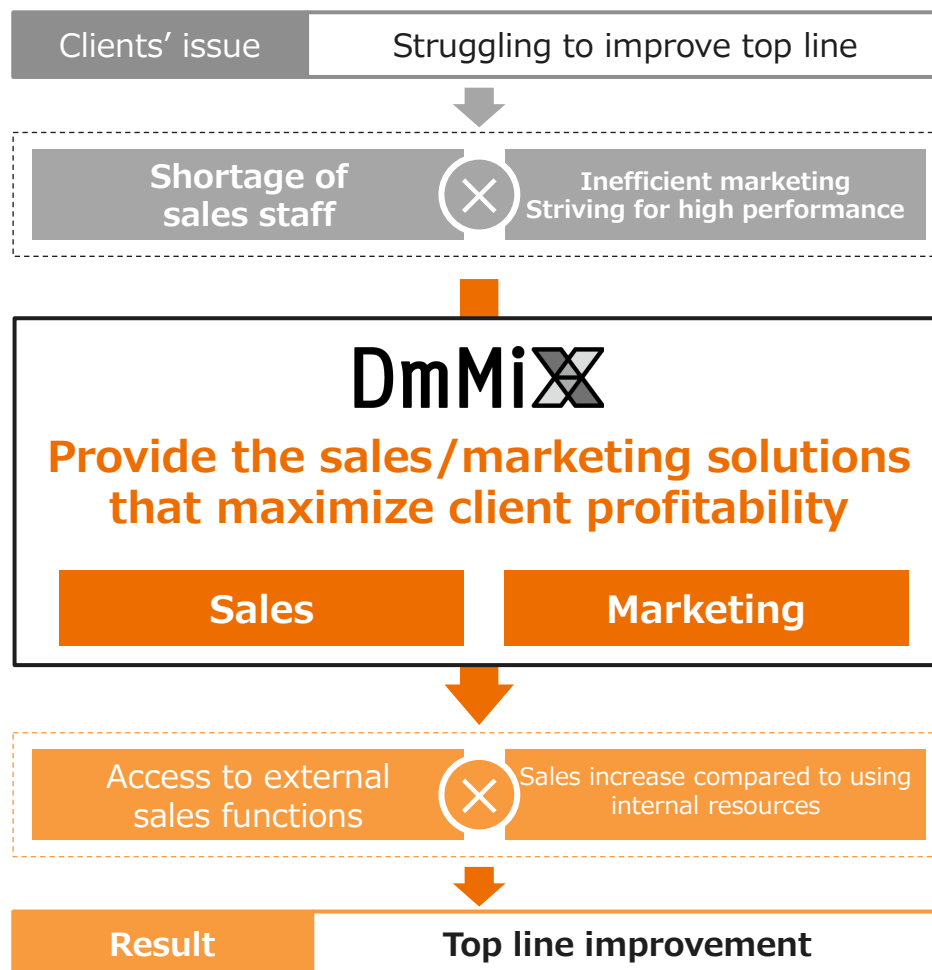 Clients’ issue
Struggling to improve top line
Shortage of
sales staff
Inefficient marketing
Striving for high performance
DmMiX
Provide the sales/marketing solutions
that maximize client profitability
Sales
Marketing
Access to external
sales functions
Sales increase compared to using
internal resources
Result
Top line improvement